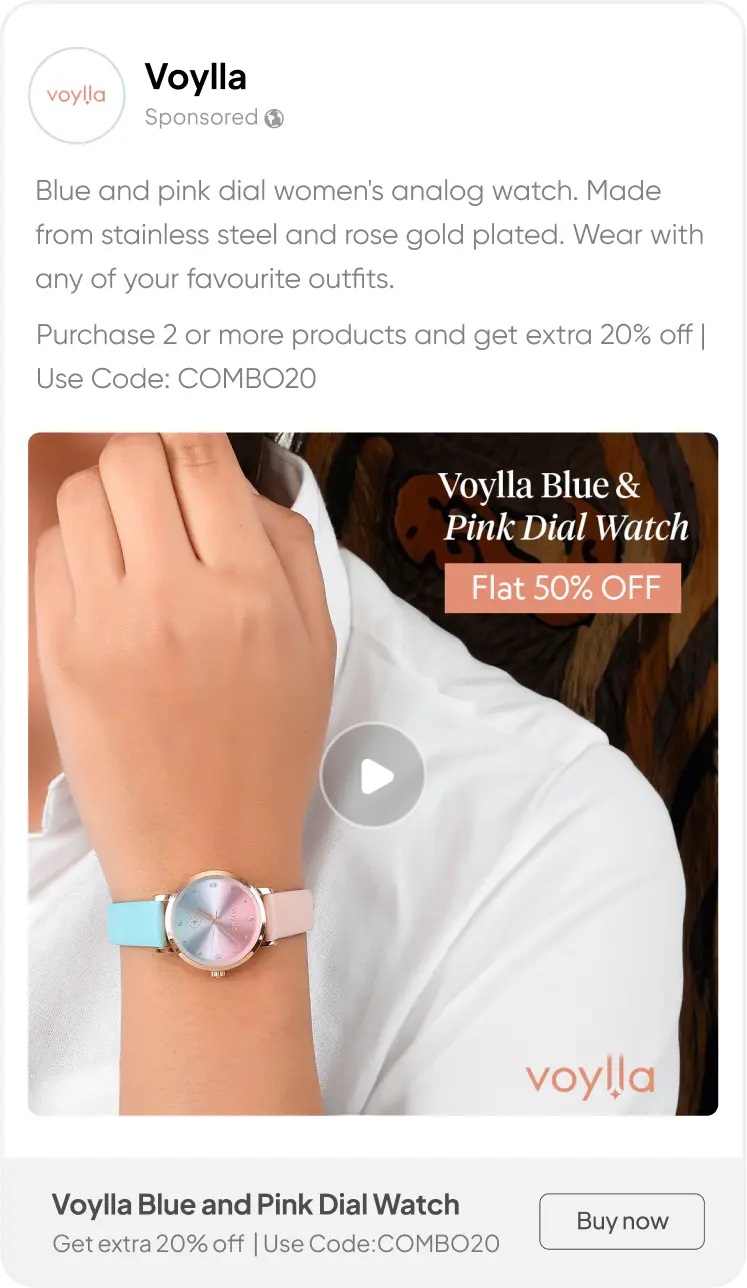 voylla
Voylla
Sponsored
Blue and pink dial women's analog watch. Made
from stainless steel and rose gold plated. Wear with
any of your favourite outfits.
Purchase 2 or more products and get extra 20% off |
Use Code: COMBO20
Voylla Blue &
Pink Dial Watch
Flat 50% OFF
voylla
Voylla Blue and Pink Dial Watch
Get extra 20% off | Use Code:COMBO20
Buy now